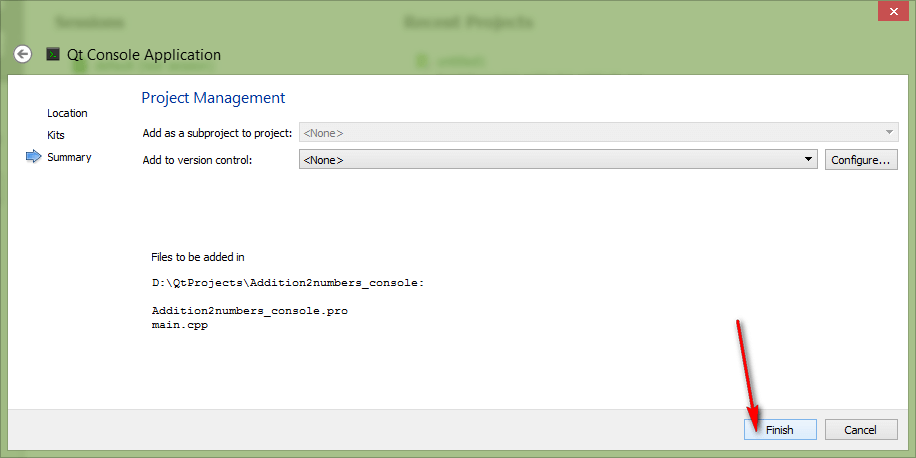 Sessions
Recent Projects
Qt Console Application
Location
Kits
Summary
Project Management
Add as a subproject to project:
<None>
Add to version control:
<None>
Configure...
Files to be added in
D:\QtProjects\Addition2numbers_console:
Addition2numbers_console.pro
main.cpp
Finish
Cancel